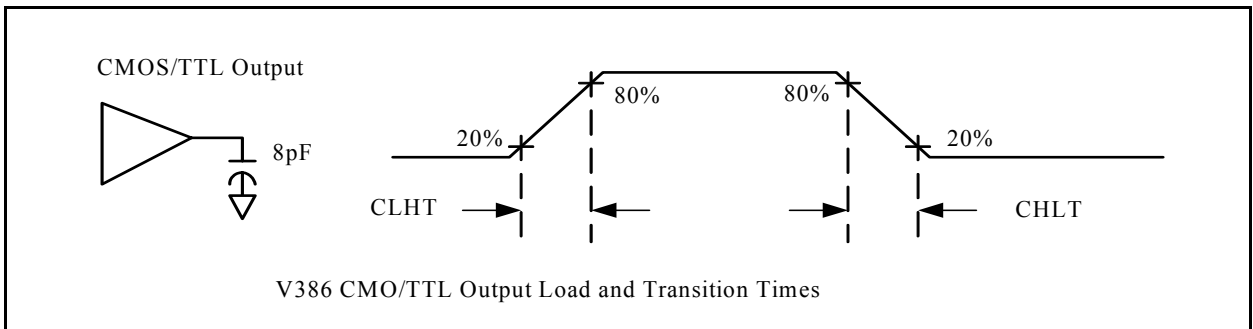 CMOS/TTL Output
8pF
20%
80%
80%
20%
CLHT
CHLT
V386 CMO/TTL Output Load and Transition Times